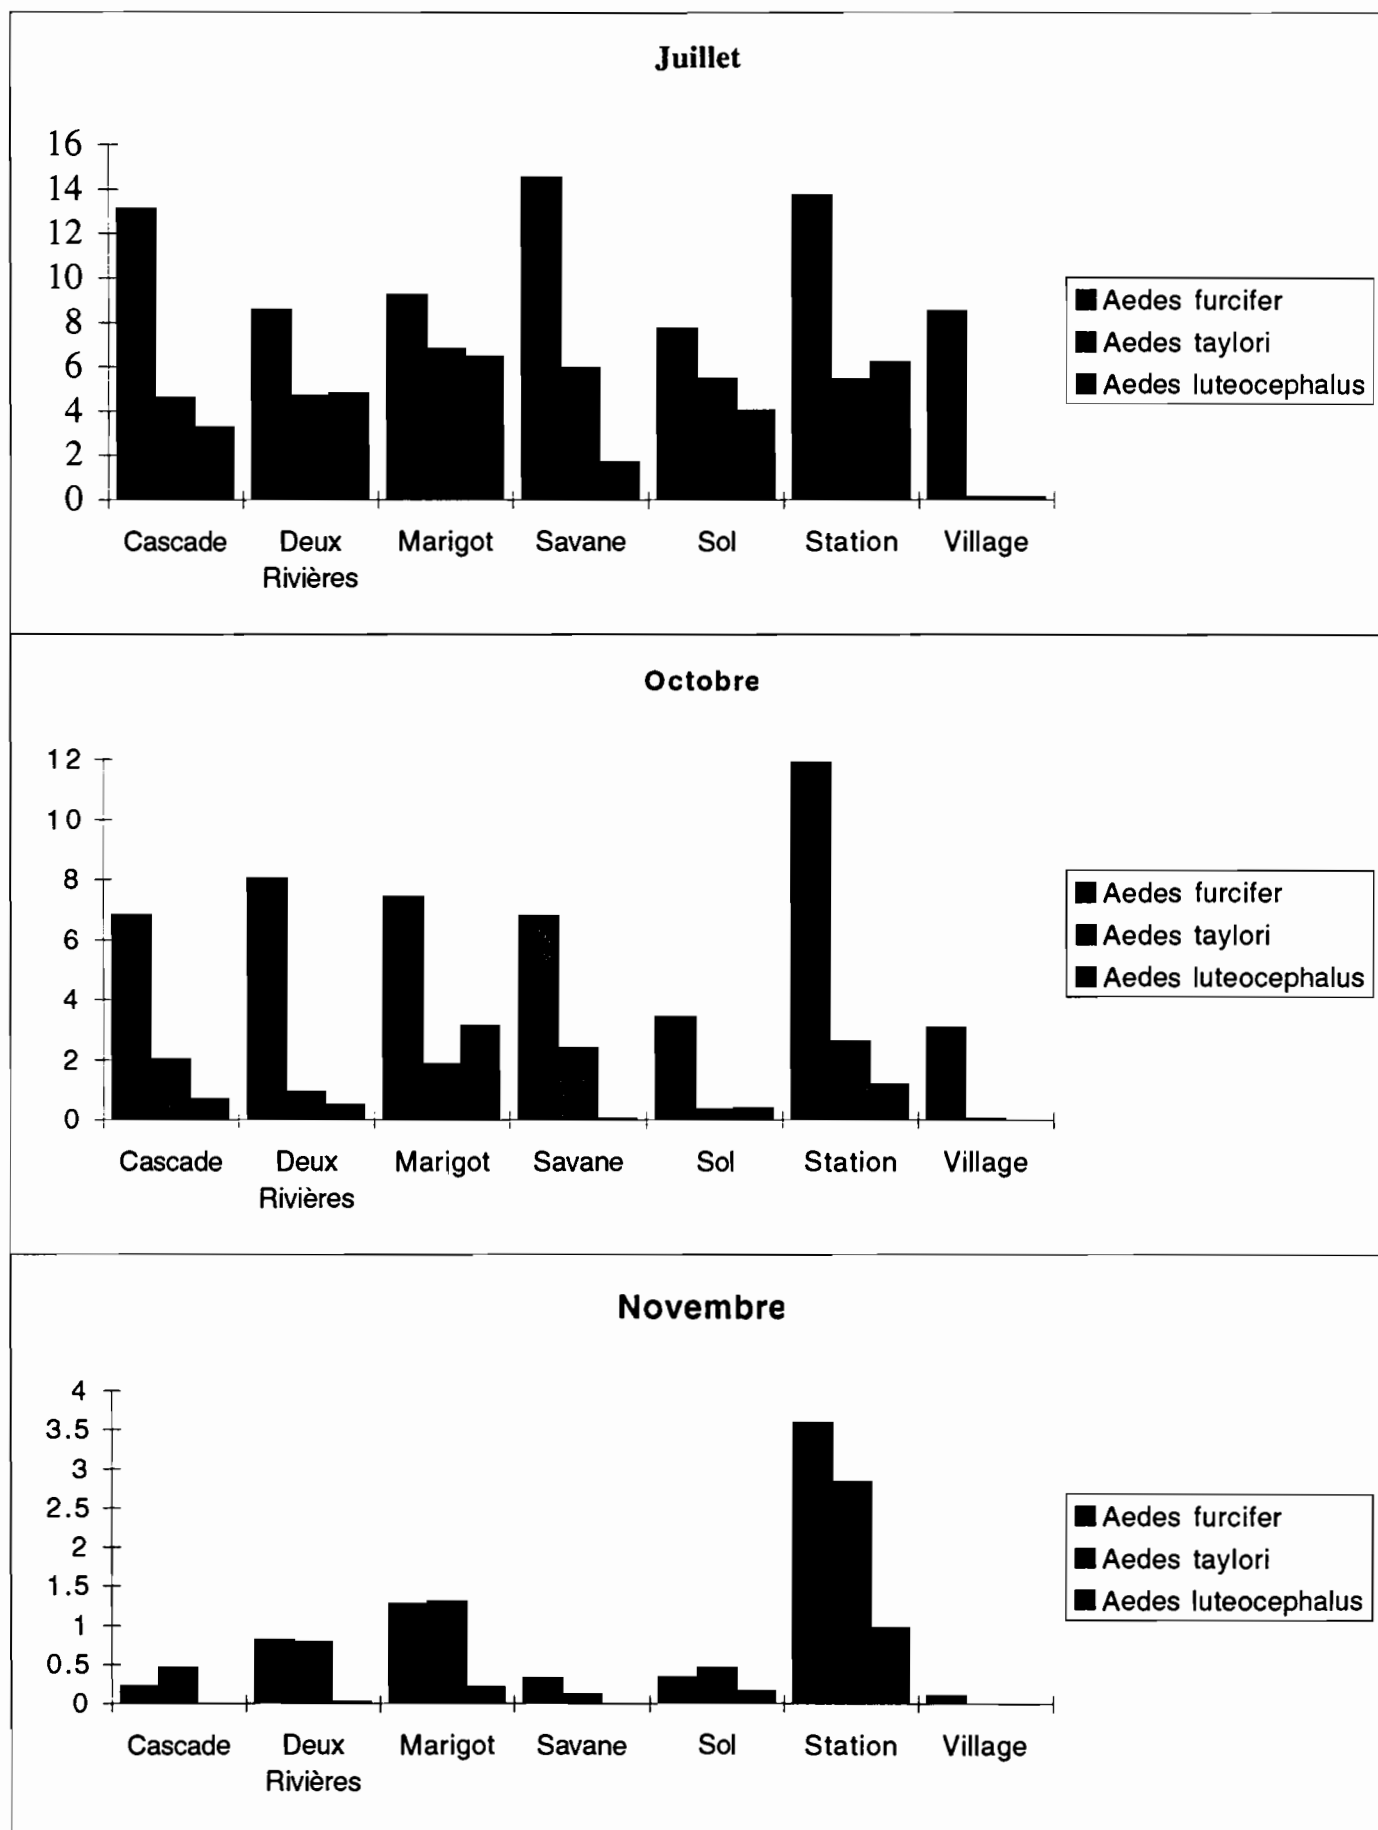 Juillet
16
14
12
10
8
6
4
2
0
Cascade
Deux
Rivières
Marigot
Savane
Sol
Station
Village
Aedes furcifer
Aedes taylori
Aedes luteocephalus
Octobre
12
10
8
6
4
2
0
Cascade
Deux
Rivières
Marigot
Savane
Sol
Station
Village
Aedes furcifer
Aedes taylori
Aedes luteocephalus
Novembre
4
3.5
3
2.5
2
1.5
1
0.5
0
Cascade
Deux
Rivières
Marigot
Savane
Sol
Station
Village
Aedes furcifer
Aedes taylori
Aedes luteocephalus